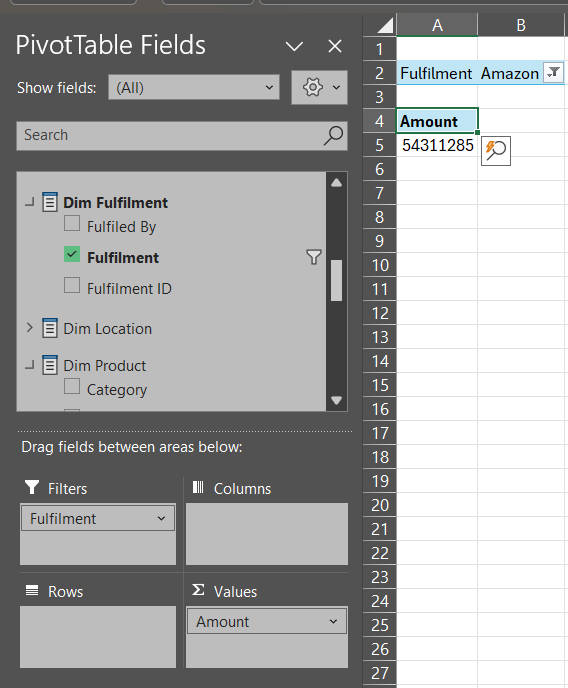 PivotTable Fields
Show fields: (All)
Search
Dim Fulfilment
Fulfiled By
Fulfilment
Fulfilment ID
Dim Location
Dim Product
Category
Drag fields between areas below:
Filters
Columns
Fulfilment
Rows
Values
Amount
A B
1
2 Fulfilment Amazon
3
4 Amount
5 54311285
6
7
8
9
10
11
12
13
14
15
16
17
18
19
20
21
22
23
24
25
26
27